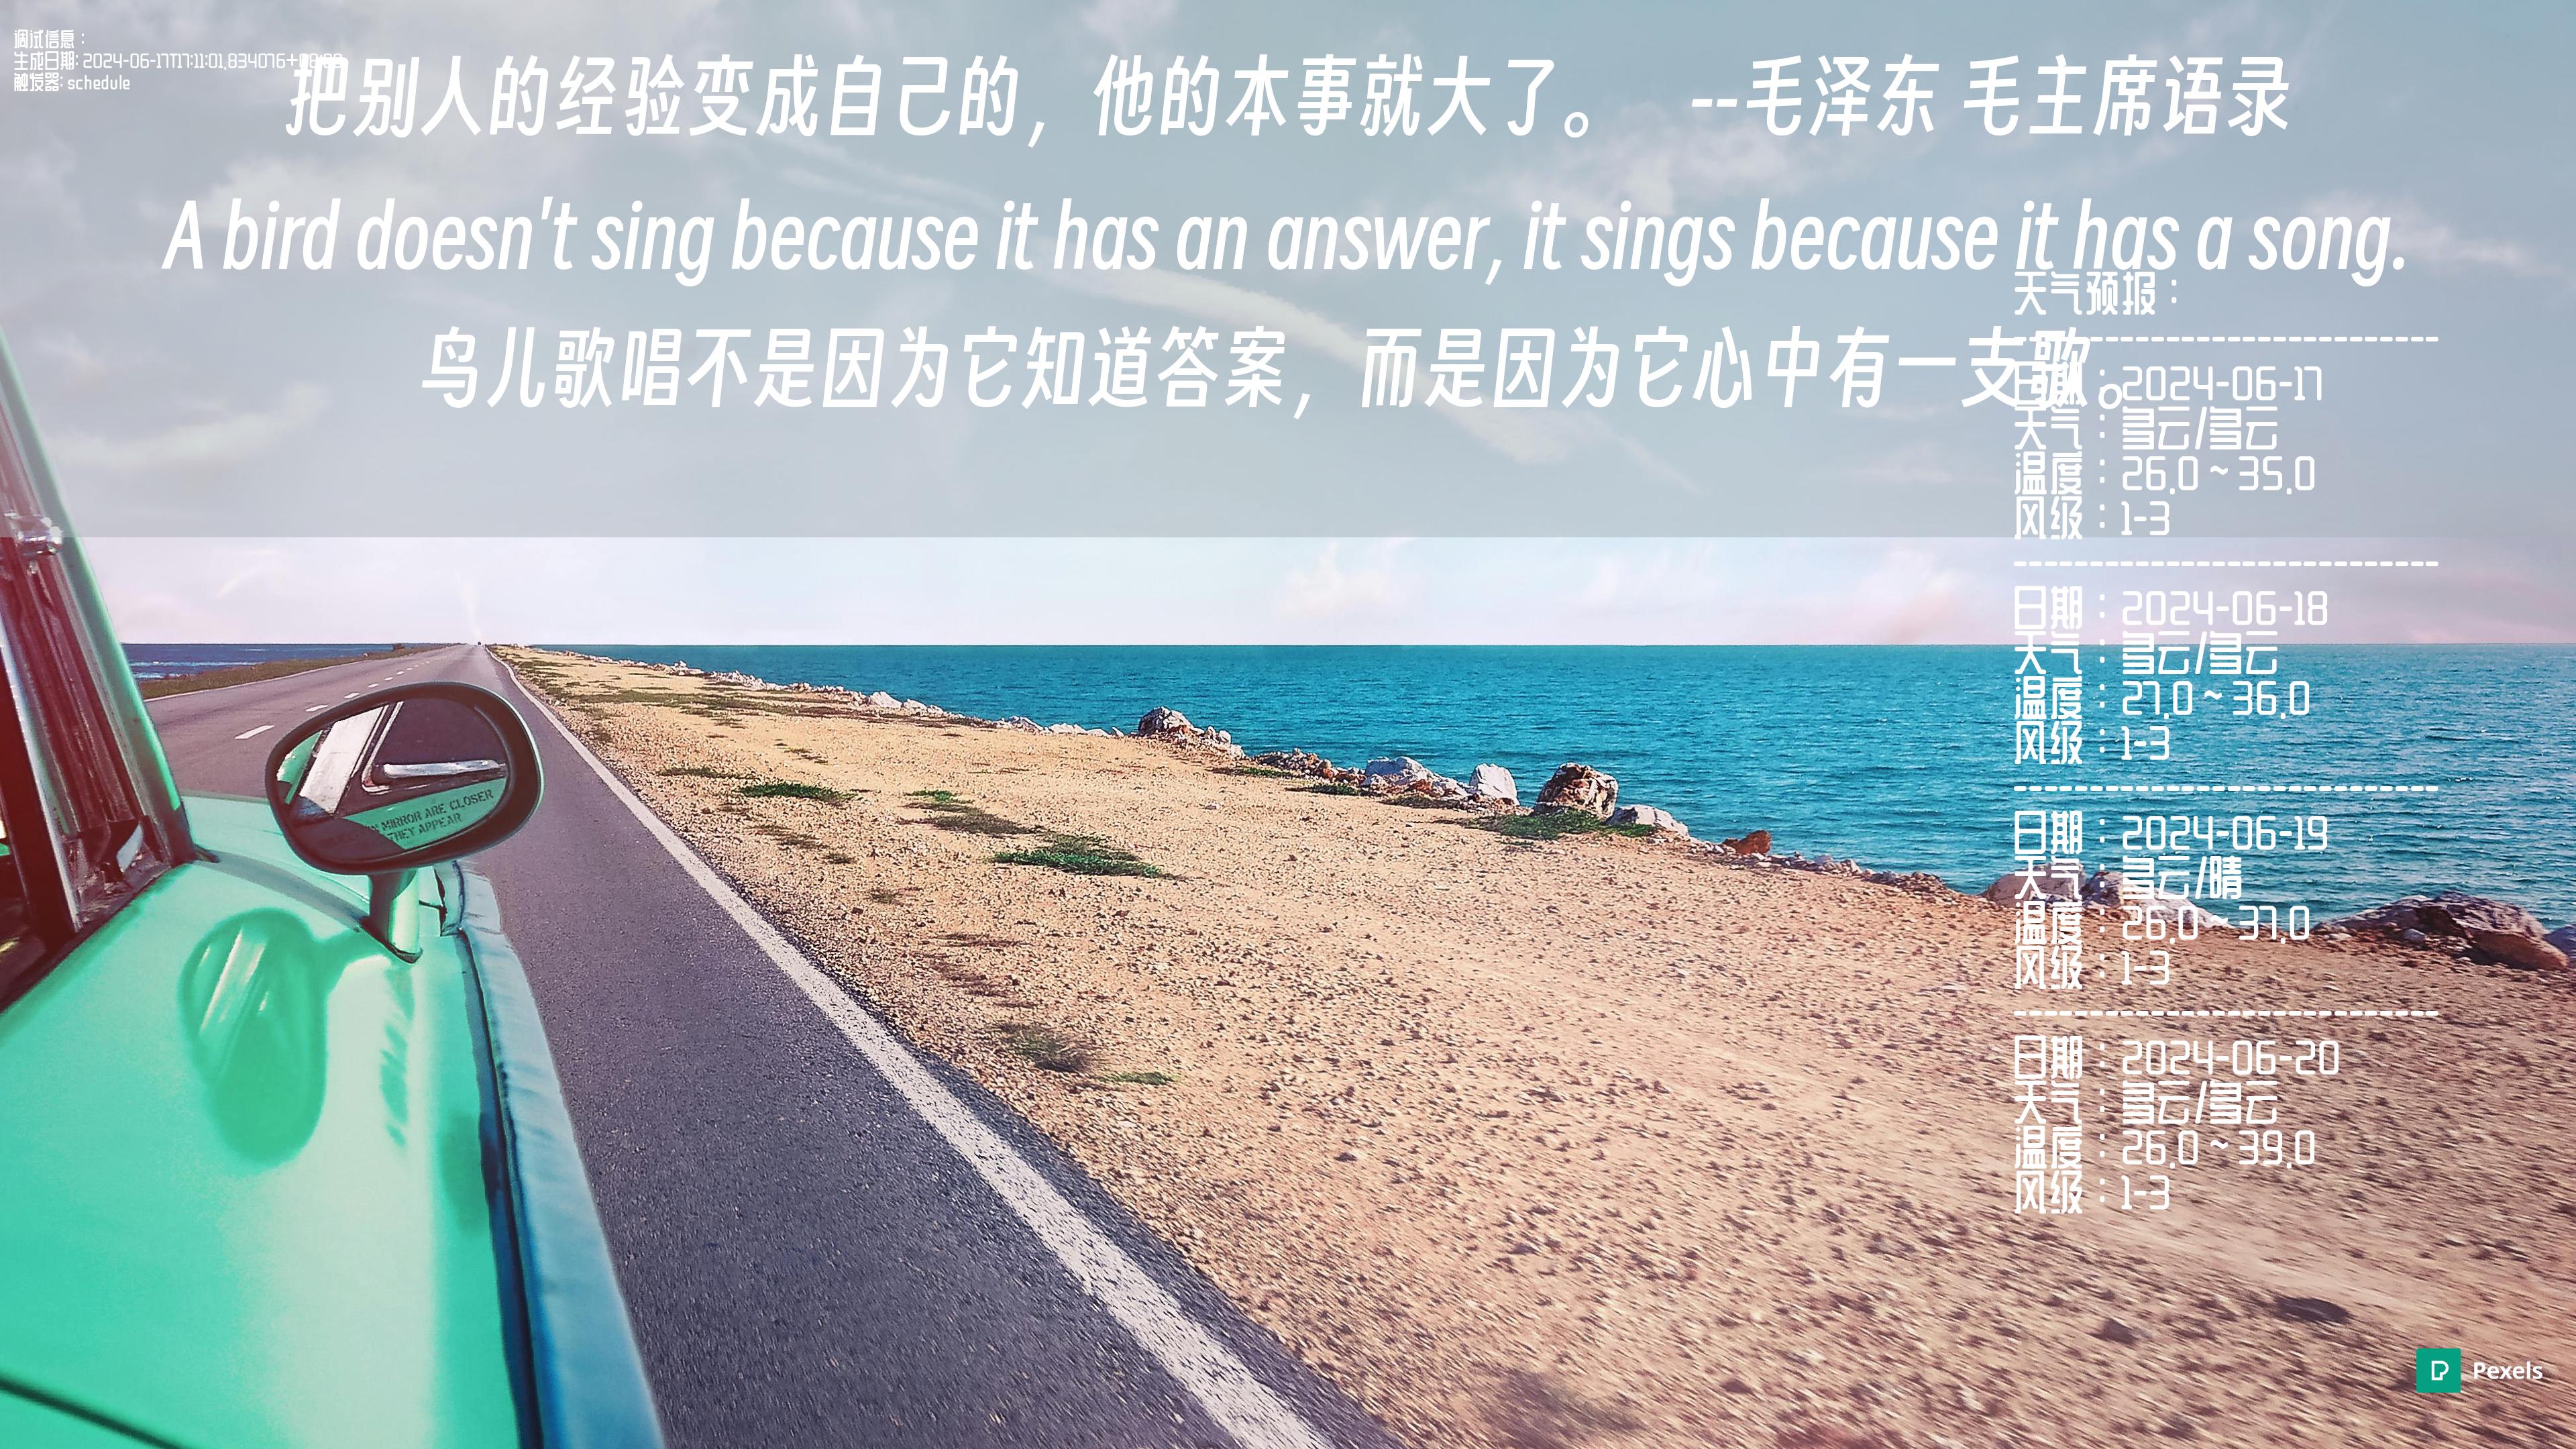 调试信息：
生成日期: 2024-06-17T17:11:01.834076+08:00
触发器: schedule
把别人的经验变成自己的，他的本事就大了。 --毛泽东 毛主席语录
A bird doesn't sing because it has an answer, it sings because it has a song.
鸟儿歌唱不是因为它知道答案，而是因为它心中有一支歌。
天气预报：
----------------------------
日期：2024-06-17
天气：多云/多云
温度：26.0 ~ 35.0
风级：1-3
----------------------------
日期：2024-06-18
天气：多云/多云
温度：27.0 ~ 36.0
风级：1-3
----------------------------
日期：2024-06-19
天气：多云/晴
温度：26.0 ~ 37.0
风级：1-3
----------------------------
日期：2024-06-20
天气：多云/多云
温度：26.0 ~ 39.0
风级：1-3
MIRROR ARE CLOSER
THEY APPEAR
Pexels